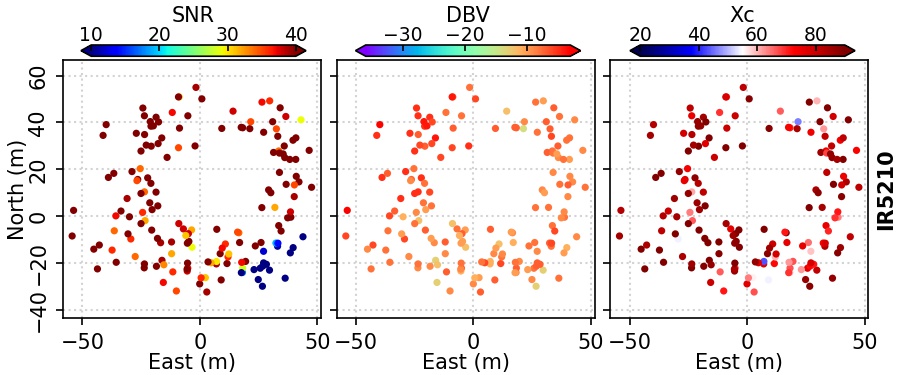 SNR DBV Xc
10 20 30 40 −30 −20 −10 20 40 60 80
60
40
20
0
−20
−40
North (m)
IR5210
−50 0 50 −50 0 50 −50 0 50
East (m) East (m) East (m)